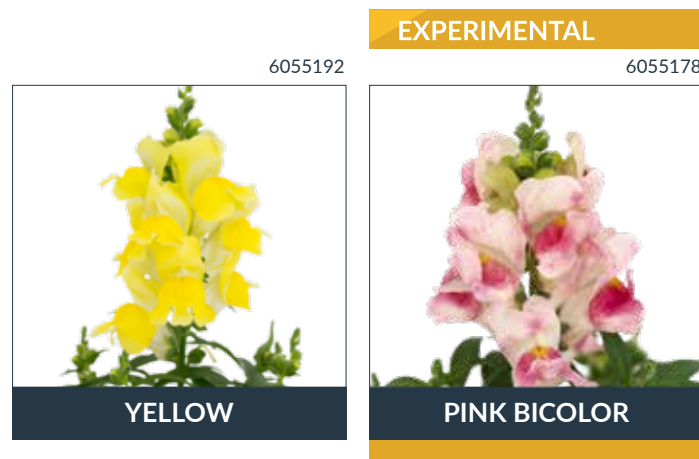 EXPERIMENTAL
6055192
6055178
YELLOW
PINK BICOLOR